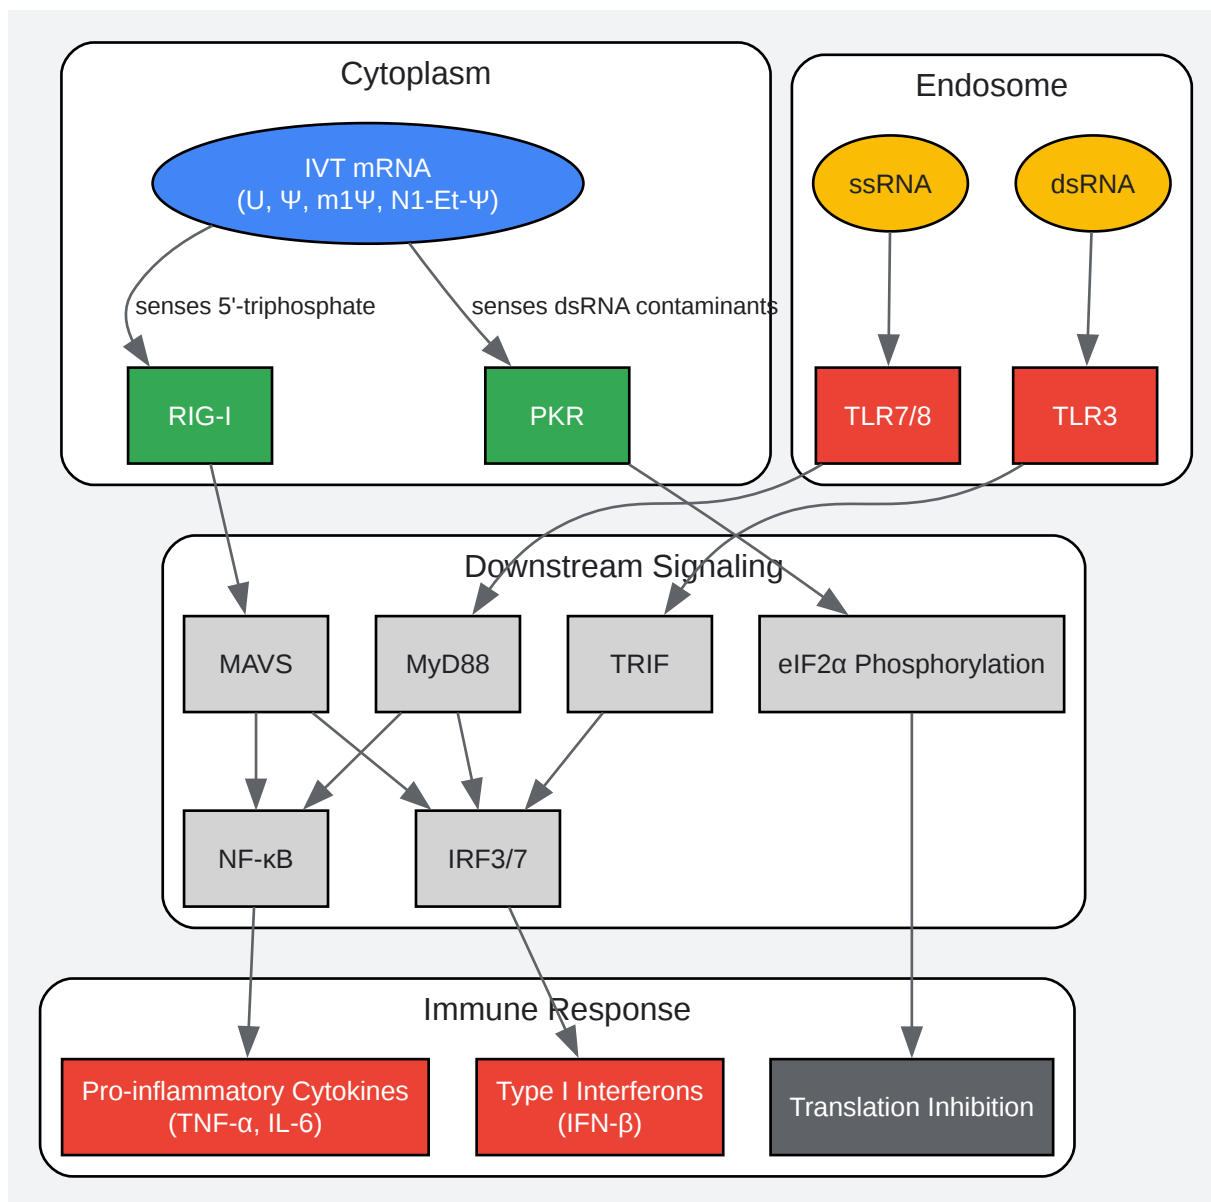 Cytoplasm
Endosome
IVT mRNA
(U, Ψ, m1Ψ, N1-Et-Ψ)
ssRNA
dsRNA
senses 5'-triphosphate
senses dsRNA contaminants
RIG-I
PKR
TLR7/8
TLR3
Downstream Signaling
MAVS
MyD88
TRIF
eIF2α Phosphorylation
NF-κB
IRF3/7
Immune Response
Pro-inflammatory Cytokines
(TNF-α, IL-6)
Type I Interferons
(IFN-β)
Translation Inhibition